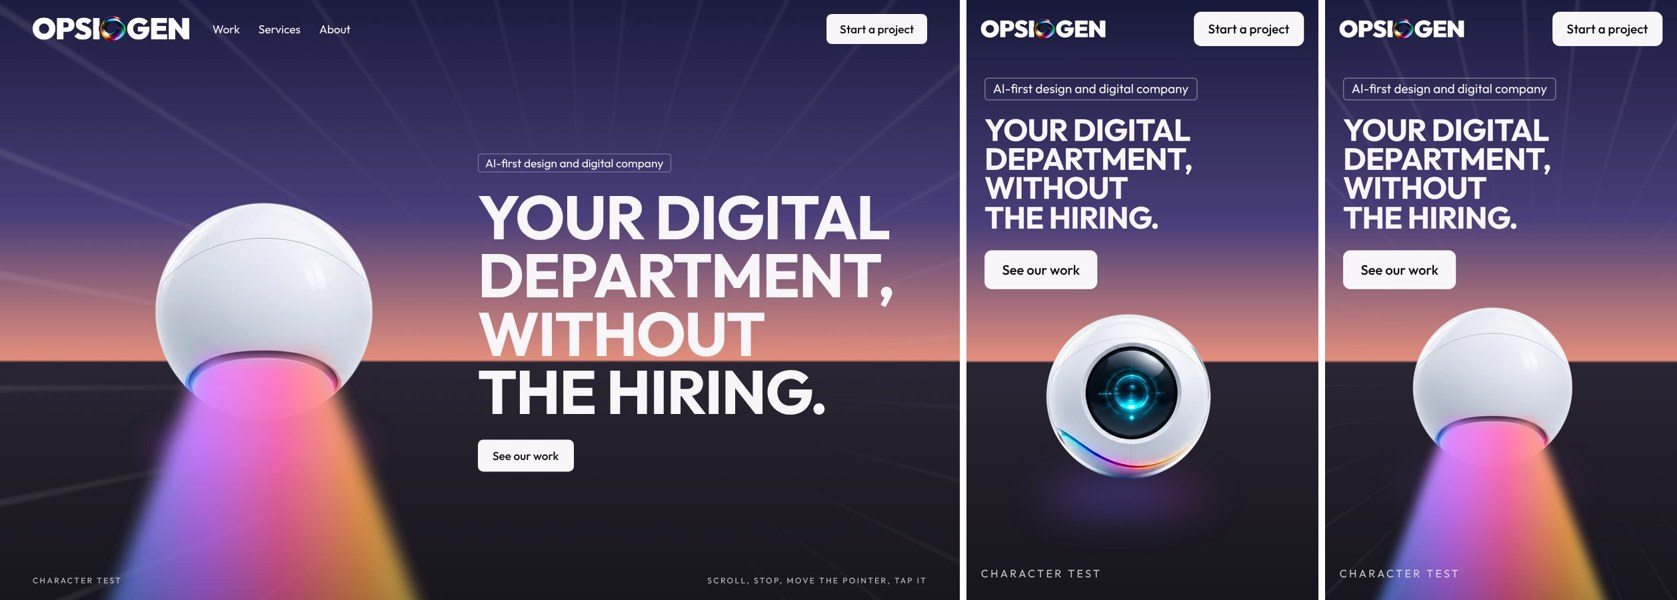 OPSIOGEN
Work
Services
About
Start a project
AI-first design and digital company
YOUR DIGITAL
DEPARTMENT,
WITHOUT
THE HIRING.
See our work
CHARACTER TEST
SCROLL, STOP, MOVE THE POINTER, TAP IT
OPSIOGEN
Start a project
AI-first design and digital company
YOUR DIGITAL
DEPARTMENT,
WITHOUT
THE HIRING.
See our work
CHARACTER TEST
OPSIOGEN
Start a project
AI-first design and digital company
YOUR DIGITAL
DEPARTMENT,
WITHOUT
THE HIRING.
See our work
CHARACTER TEST